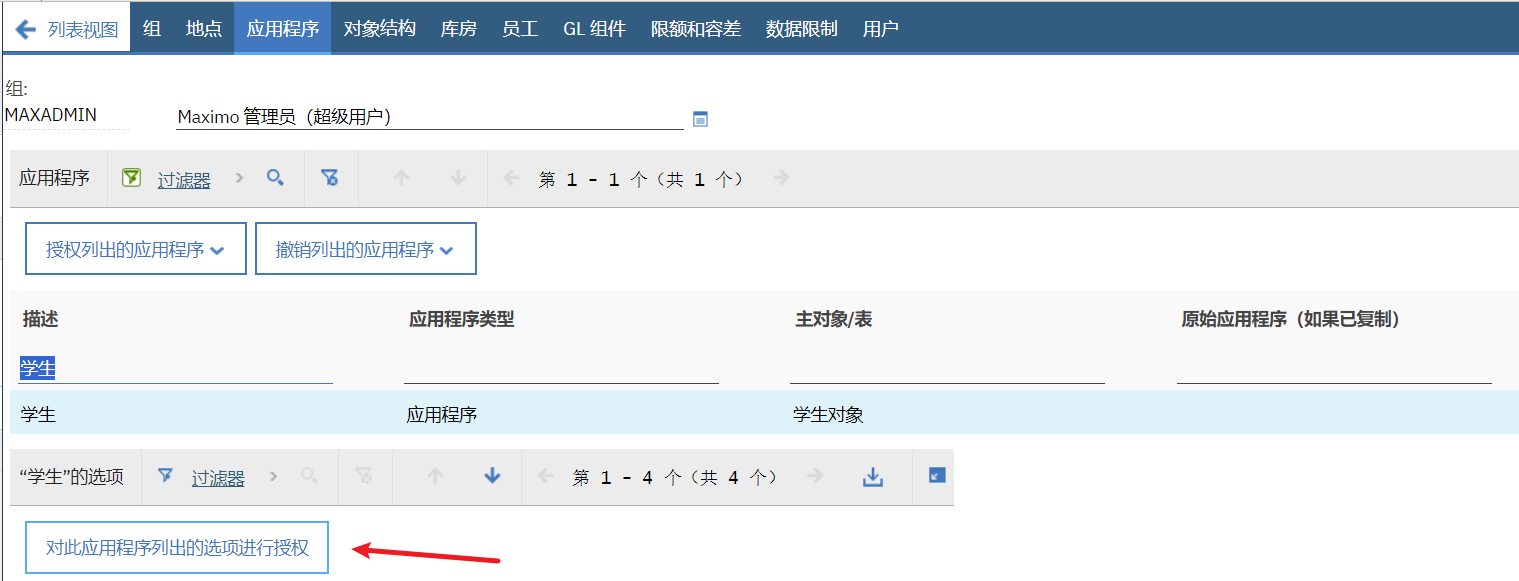 列表视图 组 地点 应用程序 对象结构 库房 员工 GL 组件 限额和容差 数据限制 用户
组:
MAXADMIN Maximo 管理员（超级用户）
应用程序 过滤器 第 1 - 1 个（共 1 个）
授权列出的应用程序 撤销列出的应用程序
描述 应用程序类型 主对象/表 原始应用程序（如果已复制）
学生
学生 应用程序 学生对象
“学生”的选项 过滤器 第 1 - 4 个（共 4 个）
对此应用程序列出的选项进行授权